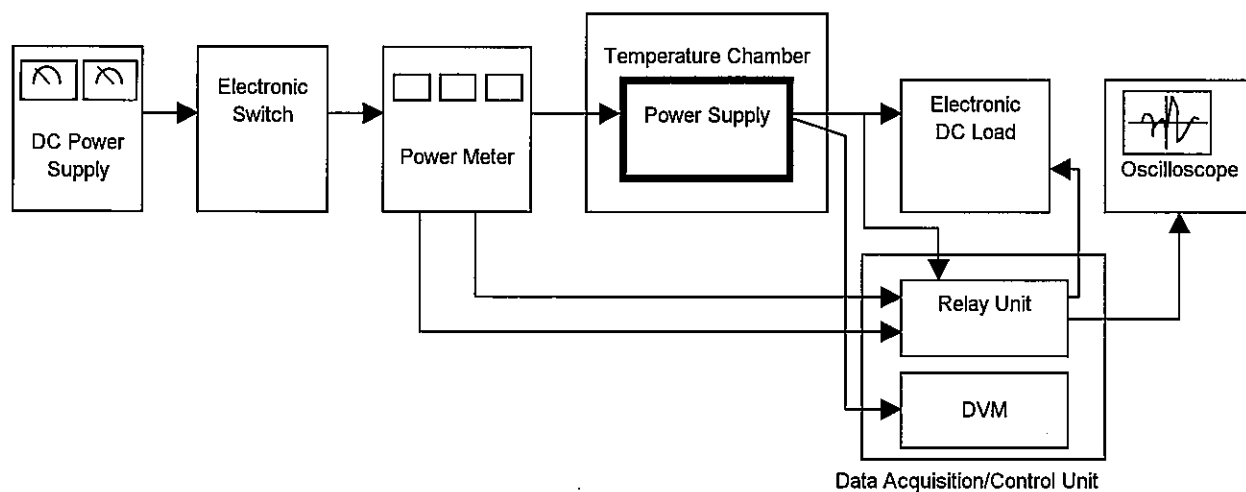 DC Power
Supply
Electronic
Switch
Power Meter
Temperature Chamber
Power Supply
Electronic
DC Load
Oscilloscope
Relay Unit
DVM
Data Acquisition/Control Unit